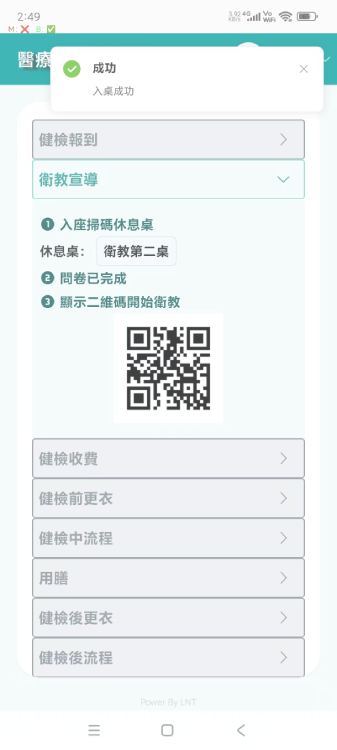 2:49
3.92 KB/S 4G Vo WiFi
M: ❌ B: ✅
醫療
成功
入桌成功
健檢報到
衛教宣導
1 入座掃碼休息桌
休息桌： 衛教第二桌
2 問卷已完成
3 顯示二維碼開始衛教
健檢收費
健檢前更衣
健檢中流程
用膳
健檢後更衣
健檢後流程
Power By LNT